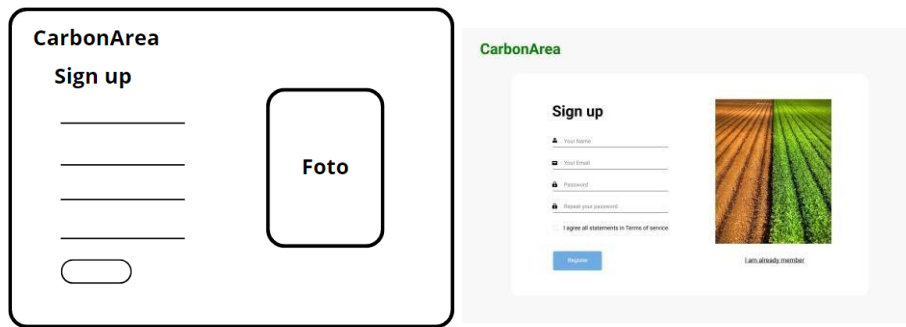 CarbonArea
Sign up
Foto
CarbonArea
Sign up
Your Name
Your Email
Password
Repeat your password
I agree all statements in Terms of service
Register
I am already member